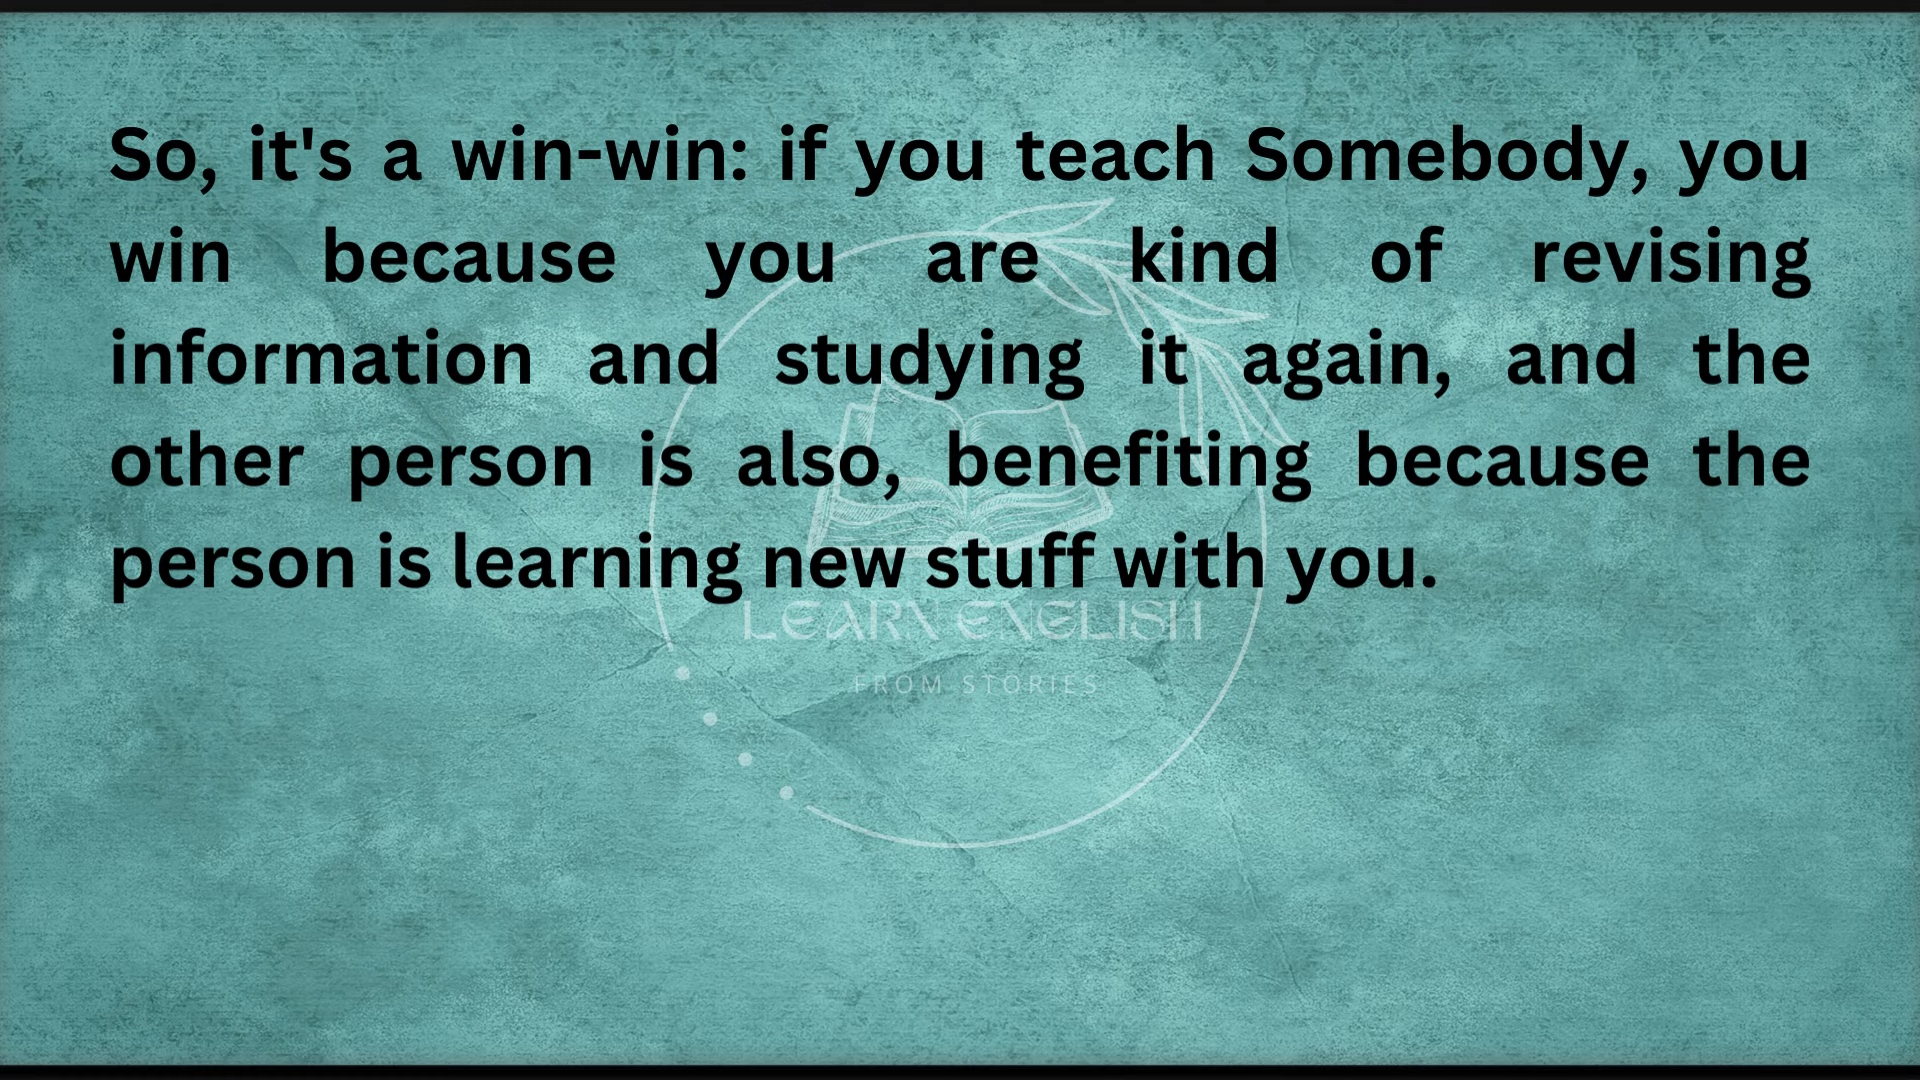 So, it's a win-win: if you teach Somebody, you
win because you are kind of revising
information and studying it again, and the
other person is also, benefiting because the
person is learning new stuff with you.
LEARN ENGLISH
FROM STORIES